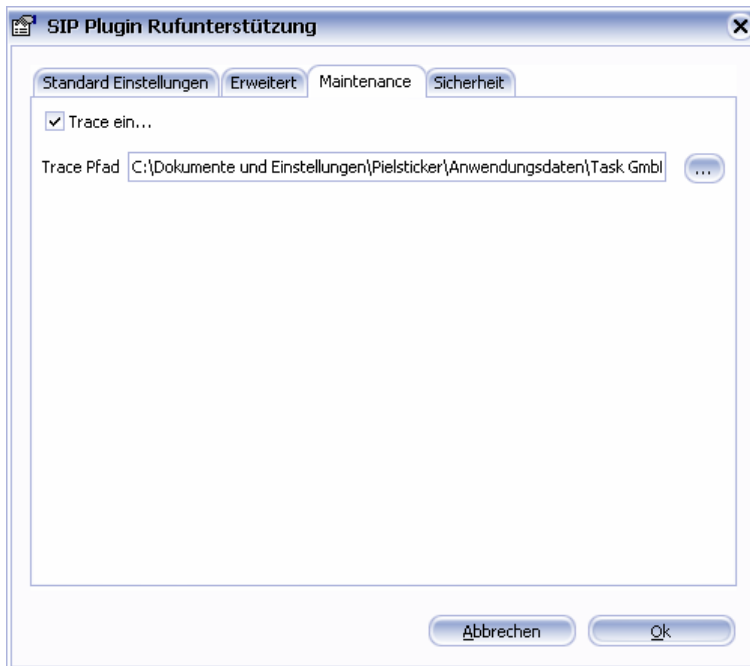 SIP Plugin Rufunterstützung
Standard Einstellungen Erweitert Maintenance Sicherheit
Trace ein...
Trace Pfad C:\Dokumente und Einstellungen\Pielsticker\Anwendungsdaten\Task Gmbl ...
Abbrechen Ok